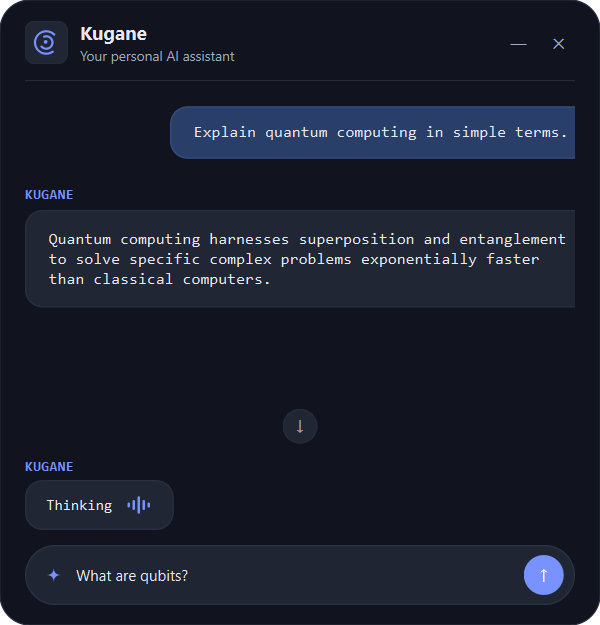 Kugane
Your personal AI assistant
Explain quantum computing in simple terms.
KUGANE
Quantum computing harnesses superposition and entanglement
to solve specific complex problems exponentially faster
than classical computers.
KUGANE
Thinking
What are qubits?